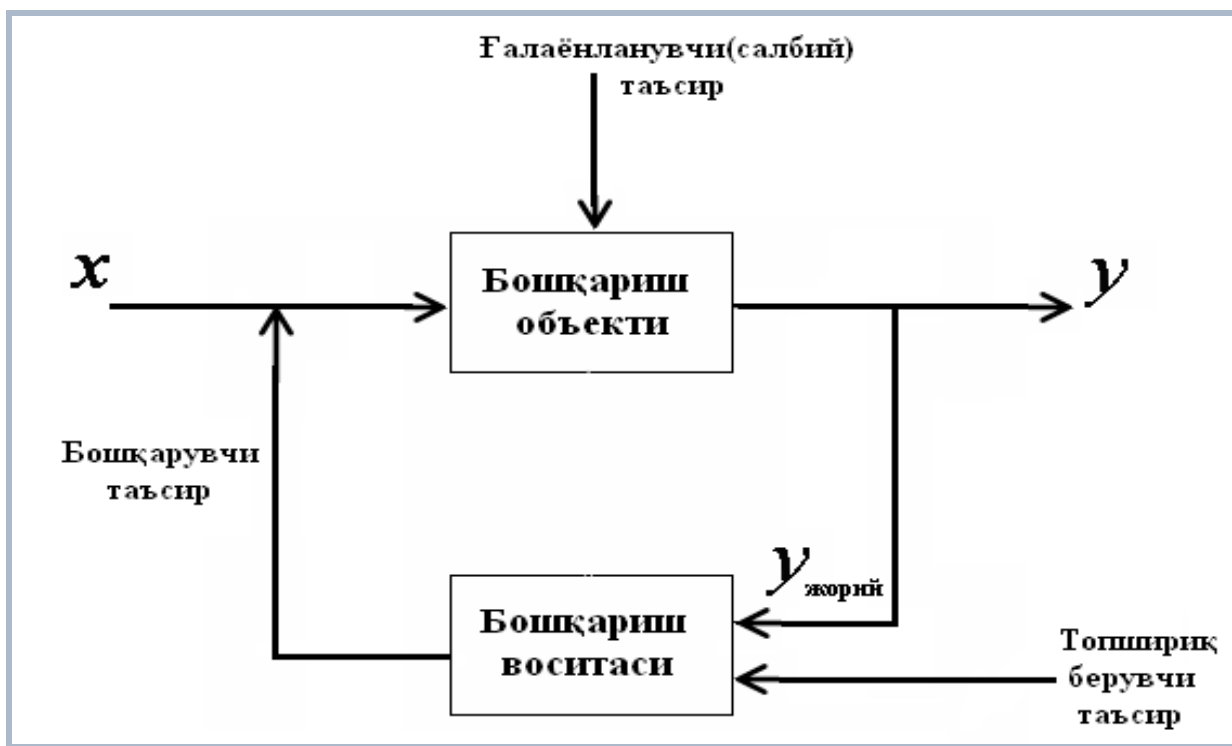 Ғалаёнланувчи(салбий)
таъсир
x
Бошқариш
объекти
y
Бошқарувчи
таъсир
y жорий
Бошқариш
воситаси
Топшириқ
берувчи
таъсир